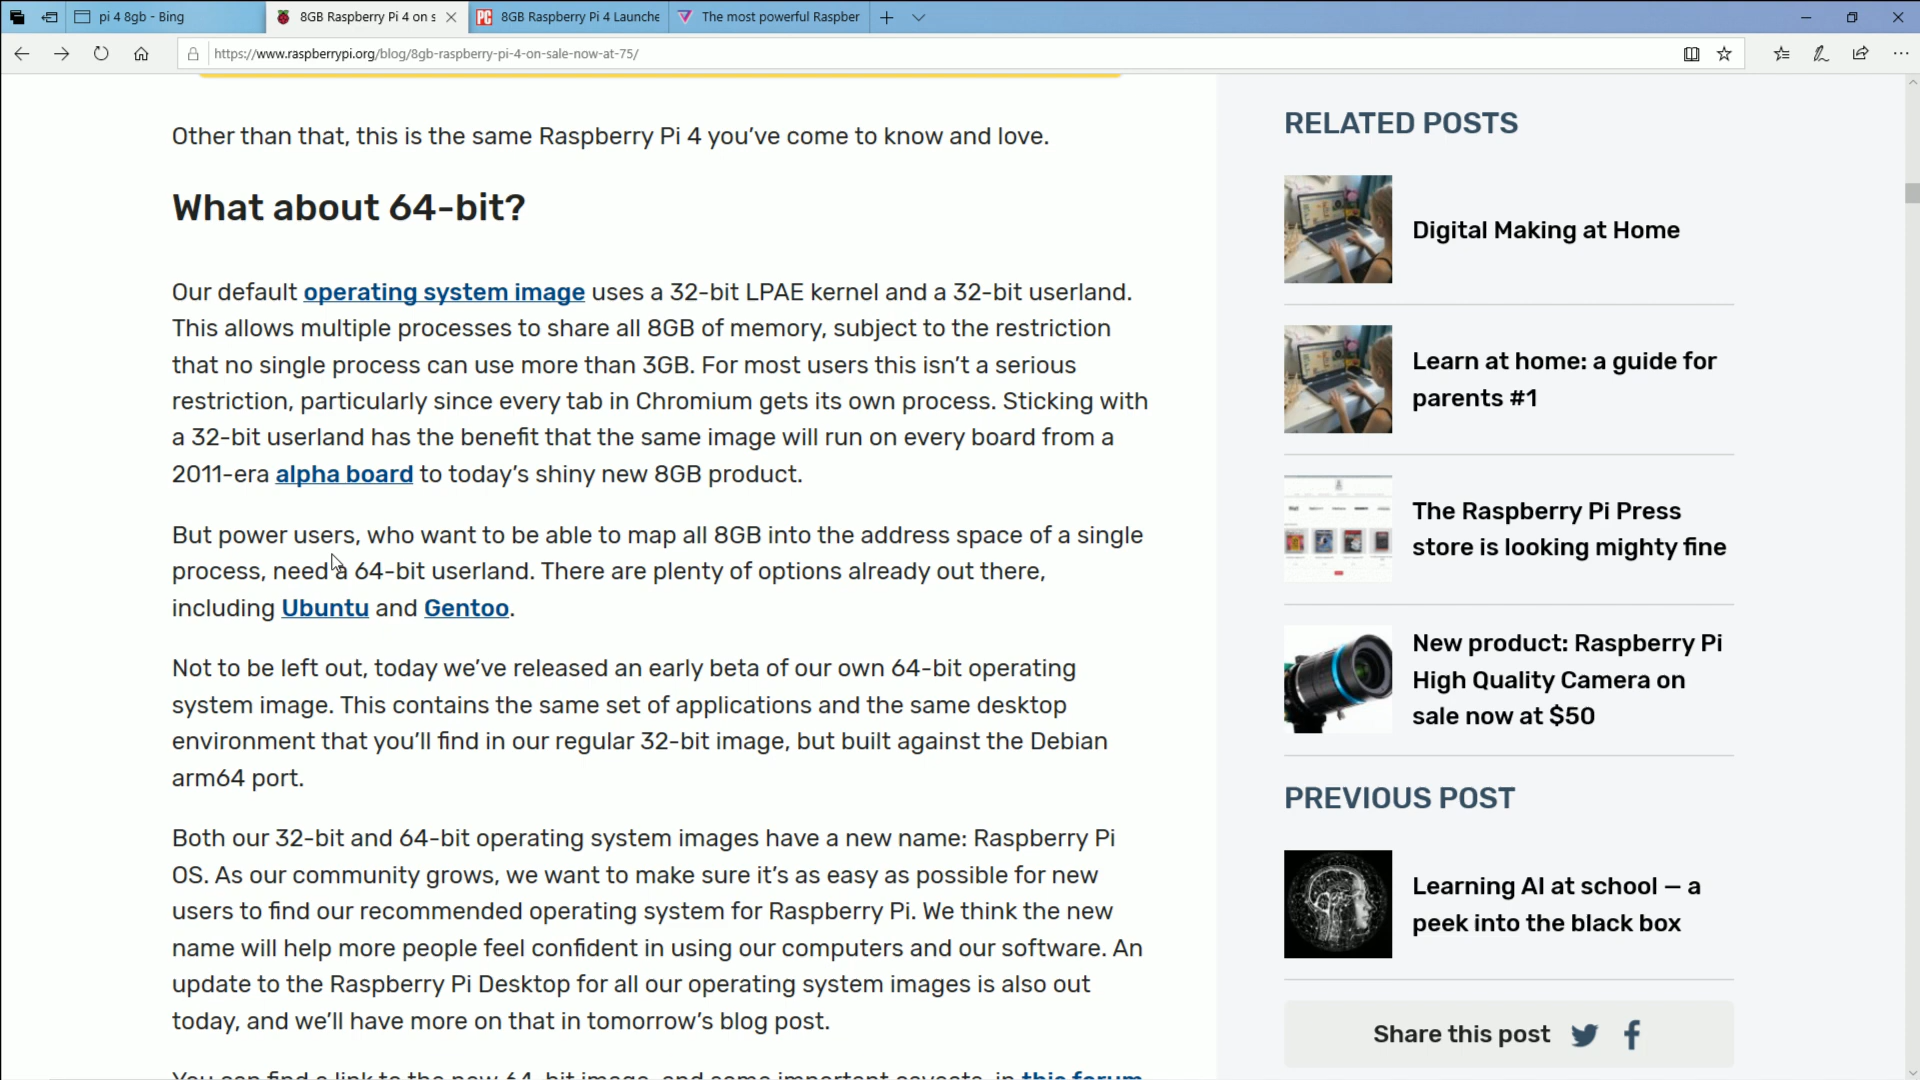 pi 4 8gb - Bing
8GB Raspberry Pi 4 on s
8GB Raspberry Pi 4 Launche
The most powerful Raspber
https://www.raspberrypi.org/blog/8gb-raspberry-pi-4-on-sale-now-at-75/
Other than that, this is the same Raspberry Pi 4 you’ve come to know and love.
What about 64-bit?
Our default operating system image uses a 32-bit LPAE kernel and a 32-bit userland.
This allows multiple processes to share all 8GB of memory, subject to the restriction
that no single process can use more than 3GB. For most users this isn’t a serious
restriction, particularly since every tab in Chromium gets its own process. Sticking with
a 32-bit userland has the benefit that the same image will run on every board from a
2011-era alpha board to today’s shiny new 8GB product.
But power users, who want to be able to map all 8GB into the address space of a single
process, need a 64-bit userland. There are plenty of options already out there,
including Ubuntu and Gentoo.
Not to be left out, today we’ve released an early beta of our own 64-bit operating
system image. This contains the same set of applications and the same desktop
environment that you’ll find in our regular 32-bit image, but built against the Debian
arm64 port.
Both our 32-bit and 64-bit operating system images have a new name: Raspberry Pi
OS. As our community grows, we want to make sure it’s as easy as possible for new
users to find our recommended operating system for Raspberry Pi. We think the new
name will help more people feel confident in using our computers and our software. An
update to the Raspberry Pi Desktop for all our operating system images is also out
today, and we’ll have more on that in tomorrow’s blog post.
You can find a link to the new 64-bit image, and some important caveats, in this forum
RELATED POSTS
Digital Making at Home
Learn at home: a guide for
parents #1
The Raspberry Pi Press
store is looking mighty fine
New product: Raspberry Pi
High Quality Camera on
sale now at $50
PREVIOUS POST
Learning AI at school – a
peek into the black box
Share this post